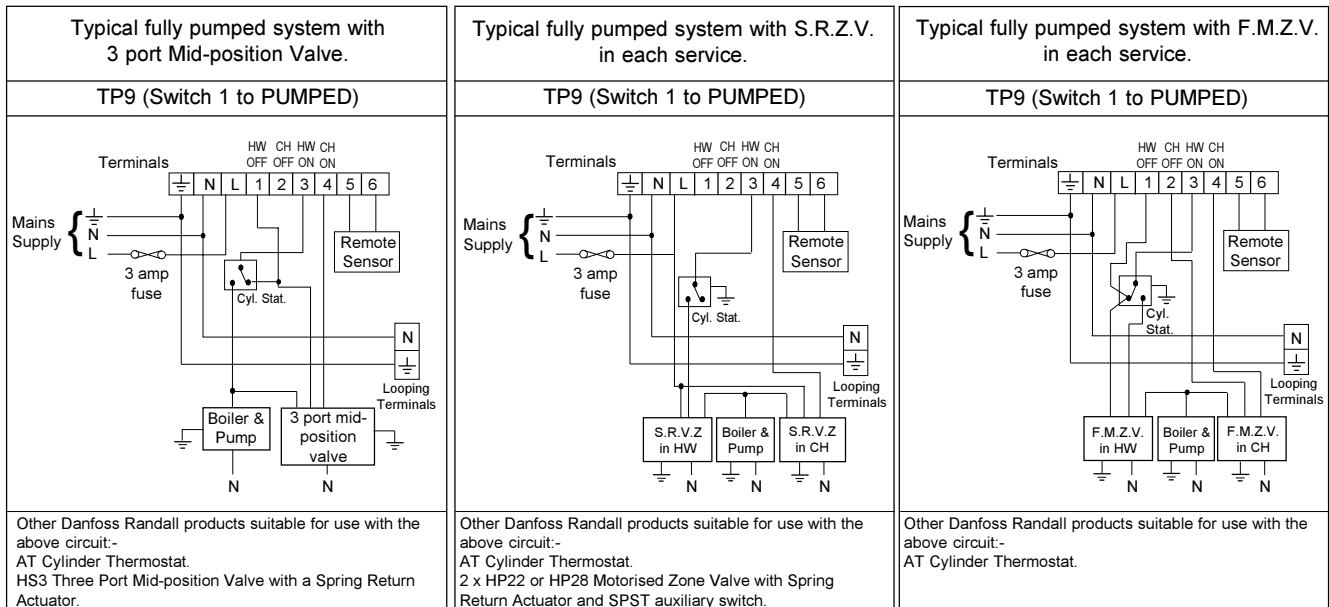 Typical fully pumped system with
3 port Mid-position Valve.
TP9 (Switch 1 to PUMPED)
HW CH HW CH
OFF OFF ON ON
Terminals
N L 1 2 3 4 5 6
Mains
Supply
{
N
L
3 amp
fuse
Cyl. Stat.
Remote
Sensor
N
Looping
Terminals
Boiler &
Pump
3 port mid-
position
valve
N
N
Other Danfoss Randall products suitable for use with the
above circuit:-
AT Cylinder Thermostat.
HS3 Three Port Mid-position Valve with a Spring Return
Actuator.
Typical fully pumped system with S.R.Z.V.
in each service.
TP9 (Switch 1 to PUMPED)
HW CH HW CH
OFF OFF ON ON
Terminals
N L 1 2 3 4 5 6
Mains
Supply
{
N
L
3 amp
fuse
Cyl. Stat.
Remote
Sensor
N
Looping
Terminals
S.R.V.Z
in HW
Boiler &
Pump
S.R.V.Z
in CH
N
N
N
Other Danfoss Randall products suitable for use with the
above circuit:-
AT Cylinder Thermostat.
2 x HP22 or HP28 Motorised Zone Valve with Spring
Return Actuator and SPST auxiliary switch.
Typical fully pumped system with F.M.Z.V.
in each service.
TP9 (Switch 1 to PUMPED)
HW CH HW CH
OFF OFF ON ON
Terminals
N L 1 2 3 4 5 6
Mains
Supply
{
N
L
3 amp
fuse
Cyl.
Stat.
Remote
Sensor
N
Looping
Terminals
F.M.Z.V.
in HW
Boiler &
Pump
F.M.Z.V.
in CH
N
N
N
Other Danfoss Randall products suitable for use with the
above circuit:-
AT Cylinder Thermostat.